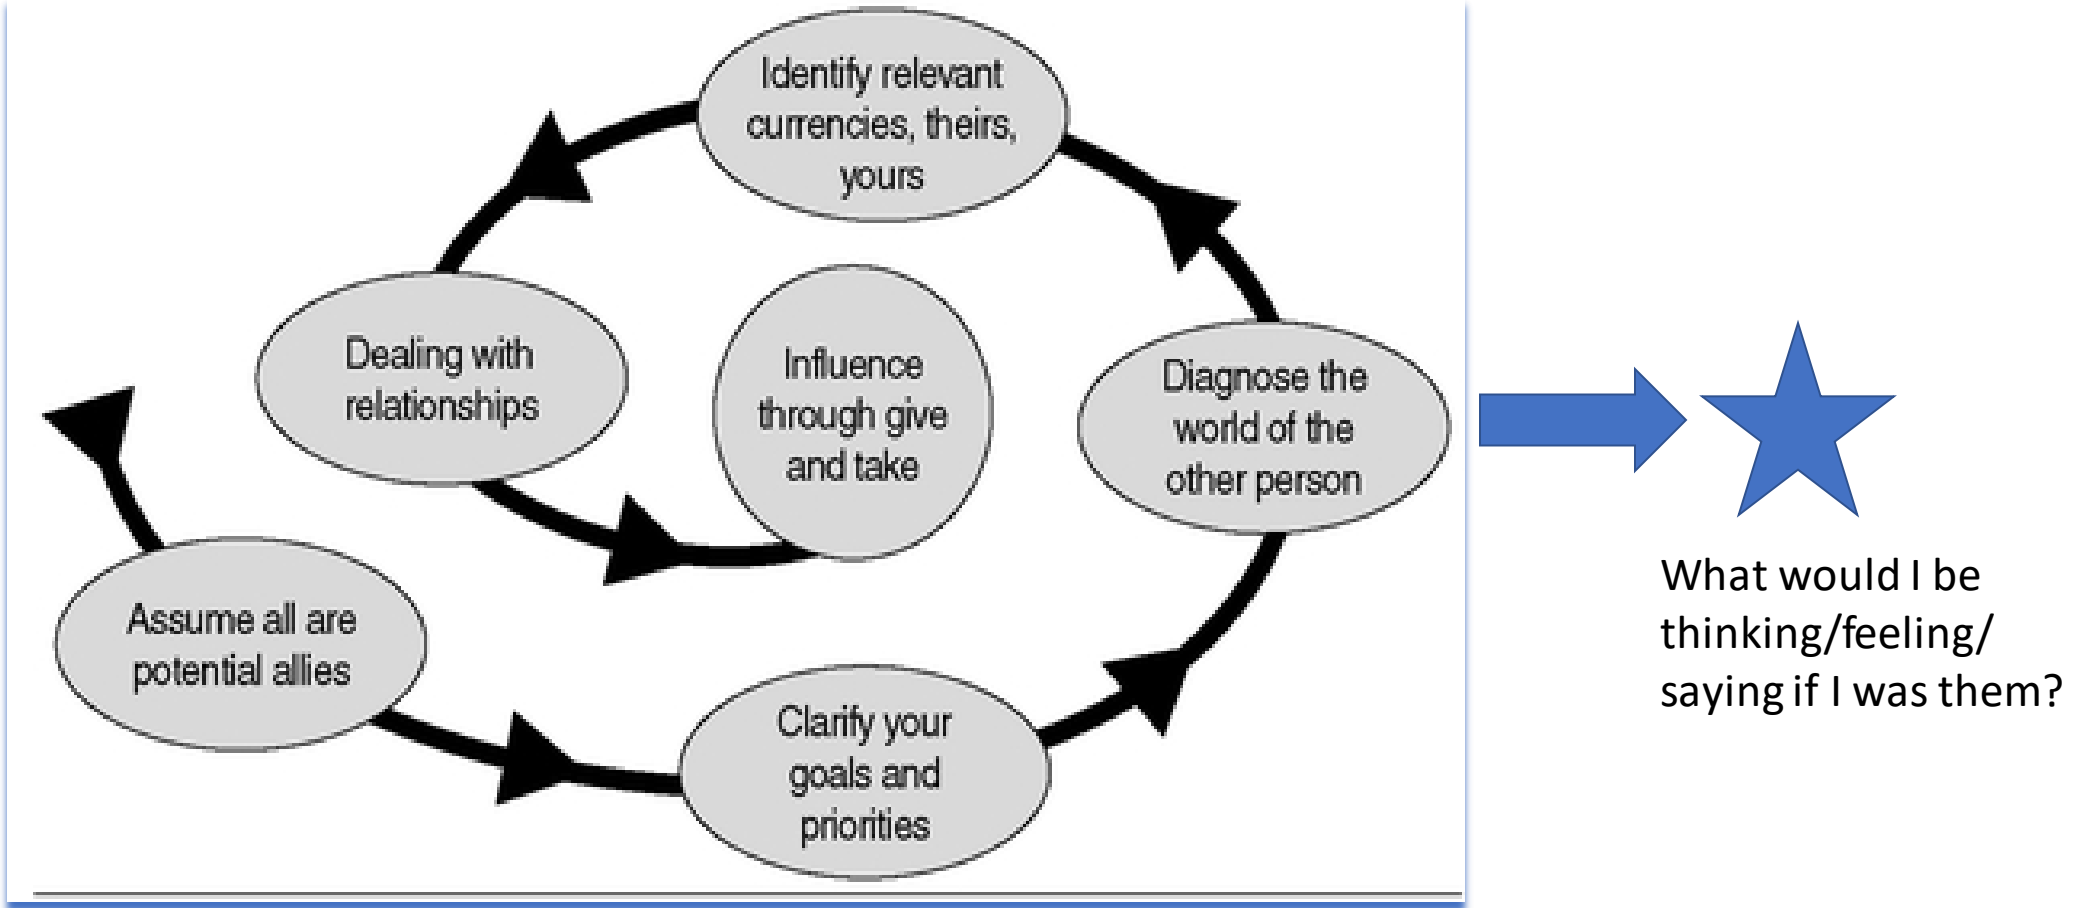 Identify relevant
currencies, theirs,
yours
Dealing with
relationships
Influence
through give
and take
Diagnose the
world of the
other person
Assume all are
potential allies
Clarify your
goals and
priorities
What would I be
thinking/feeling/
saying if I was them?